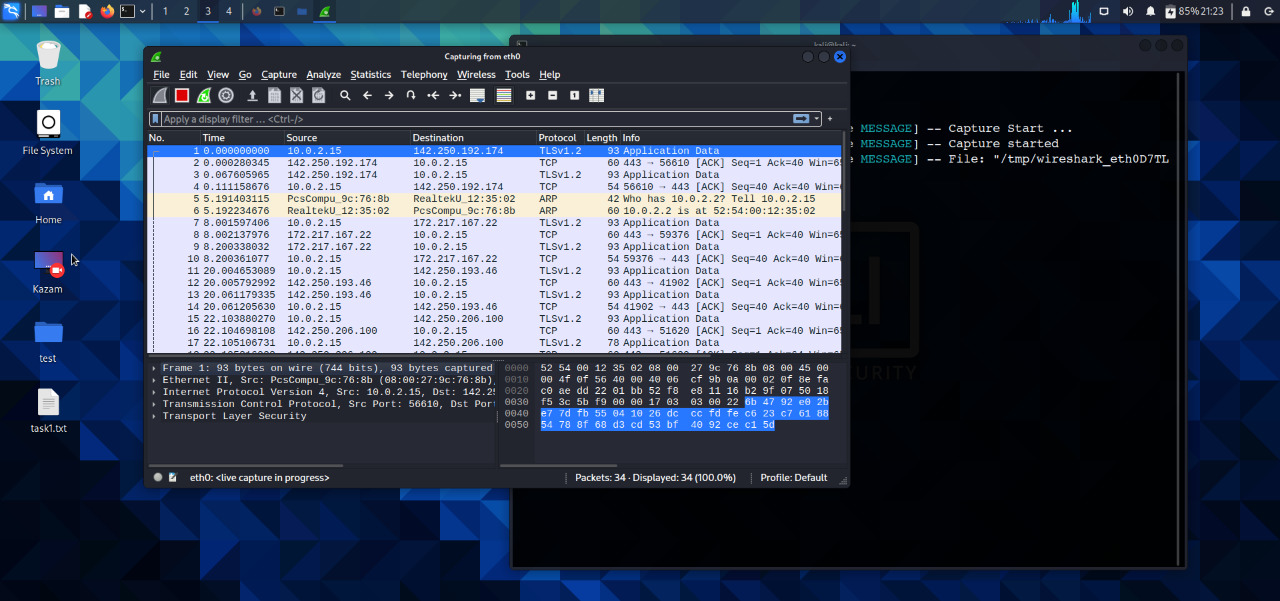 1 2 3 4
85% 21:23
Trash
File System
Home
Kazam
test
task1.txt
Capturing from eth0
File Edit View Go Capture Analyze Statistics Telephony Wireless Tools Help
Apply a display filter ... <Ctrl-/>
No. Time Source Destination Protocol Length Info
1 0.000000000 10.0.2.15 142.250.192.174 TLSv1.2 93 Application Data
2 0.000280345 142.250.192.174 10.0.2.15 TCP 60 443 → 56610 [ACK] Seq=1 Ack=40 Win=65
3 0.067605965 142.250.192.174 10.0.2.15 TLSv1.2 93 Application Data
4 0.111158676 10.0.2.15 142.250.192.174 TCP 54 56610 → 443 [ACK] Seq=40 Ack=40 Win=6
5 5.191403115 PcsCompu_9c:76:8b RealtekU_12:35:02 ARP 42 Who has 10.0.2.2? Tell 10.0.2.15
6 5.192234676 RealtekU_12:35:02 PcsCompu_9c:76:8b ARP 60 10.0.2.2 is at 52:54:00:12:35:02
7 8.001597406 10.0.2.15 172.217.167.22 TLSv1.2 93 Application Data
8 8.002137976 172.217.167.22 10.0.2.15 TCP 60 443 → 59376 [ACK] Seq=1 Ack=40 Win=65
9 8.200338032 172.217.167.22 10.0.2.15 TLSv1.2 93 Application Data
10 8.200361077 10.0.2.15 172.217.167.22 TCP 54 59376 → 443 [ACK] Seq=40 Ack=40 Win=6
11 20.004653089 10.0.2.15 142.250.193.46 TLSv1.2 93 Application Data
12 20.005792992 142.250.193.46 10.0.2.15 TCP 60 443 → 41902 [ACK] Seq=1 Ack=40 Win=65
13 20.061179335 142.250.193.46 10.0.2.15 TLSv1.2 93 Application Data
14 20.061205630 10.0.2.15 142.250.193.46 TCP 54 41902 → 443 [ACK] Seq=40 Ack=40 Win=6
15 22.103880270 10.0.2.15 142.250.206.100 TLSv1.2 93 Application Data
16 22.104698108 142.250.206.100 10.0.2.15 TCP 60 443 → 51620 [ACK] Seq=1 Ack=40 Win=65
17 22.105106731 10.0.2.15 142.250.206.100 TLSv1.2 78 Application Data
Frame 1: 93 bytes on wire (744 bits), 93 bytes captured
Ethernet II, Src: PcsCompu_9c:76:8b (08:00:27:9c:76:8b),
Internet Protocol Version 4, Src: 10.0.2.15, Dst: 142.25
Transmission Control Protocol, Src Port: 56610, Dst Por
Transport Layer Security
0000 52 54 00 12 35 02 08 00 27 9c 76 8b 08 00 45 00
0010 00 4f 0f 56 40 00 40 06 cf 9b 0a 00 02 0f 8e fa
0020 c0 ae dd 22 01 bb 52 f8 e8 11 16 b2 9f 07 50 18
0030 f5 3c 5b f9 00 00 17 03 03 00 22 6b 47 92 e0 2b
0040 e7 7d fb 55 04 10 26 dc cc fd fe c6 23 c7 61 88
0050 54 78 8f 68 d3 cd 53 bf 40 92 ce c1 5d
eth0: <live capture in progress>
Packets: 34 · Displayed: 34 (100.0%)
Profile: Default
MESSAGE] -- Capture Start ...
MESSAGE] -- Capture started
MESSAGE] -- File: "/tmp/wireshark_eth0D7TL